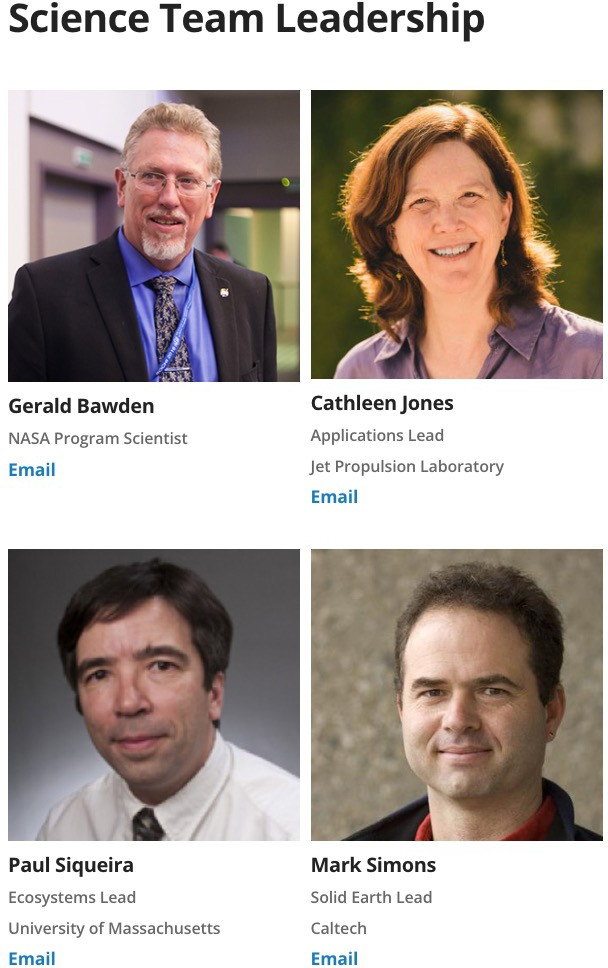 Science Team Leadership
Gerald Bawden
NASA Program Scientist
Email
Cathleen Jones
Applications Lead
Jet Propulsion Laboratory
Email
Paul Siqueira
Ecosystems Lead
University of Massachusetts
Email
Mark Simons
Solid Earth Lead
Caltech
Email